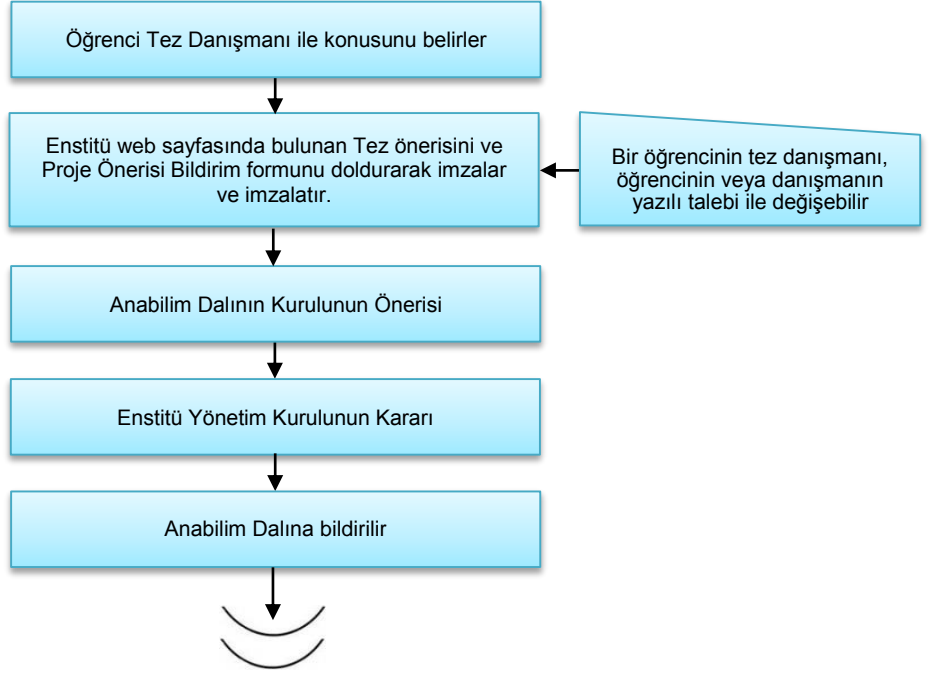 Öğrenci Tez Danışmanı ile konusunu belirler
Enstitü web sayfasında bulunan Tez önerisini ve
Proje Önerisi Bildirim formunu doldurarak imzalar
ve imzalatır.
Bir öğrencinin tez danışmanı,
öğrencinin veya danışmanın
yazılı talebi ile değişebilir
Anabilim Dalının Kurulunun Önerisi
Enstitü Yönetim Kurulunun Kararı
Anabilim Dalına bildirilir